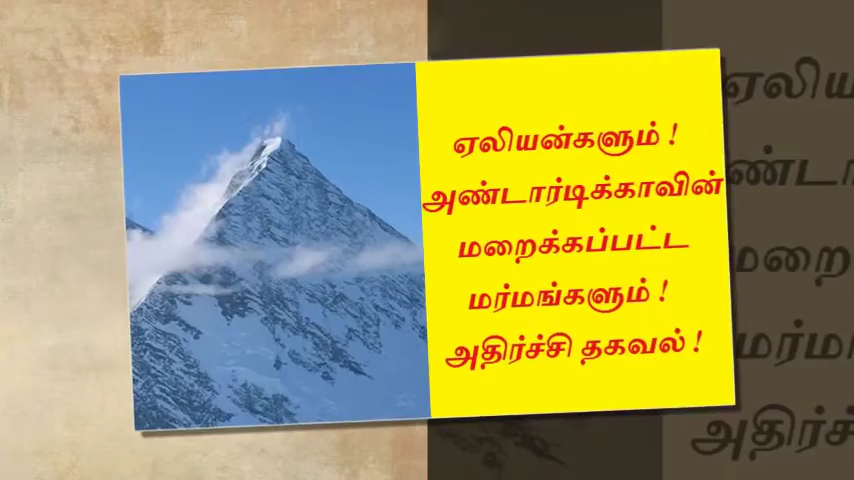 ஏலியன்களும் !
அண்டார்டிக்காவின்
மறைக்கப்பட்ட
மர்மங்களும் !
அதிர்ச்சி தகவல் !